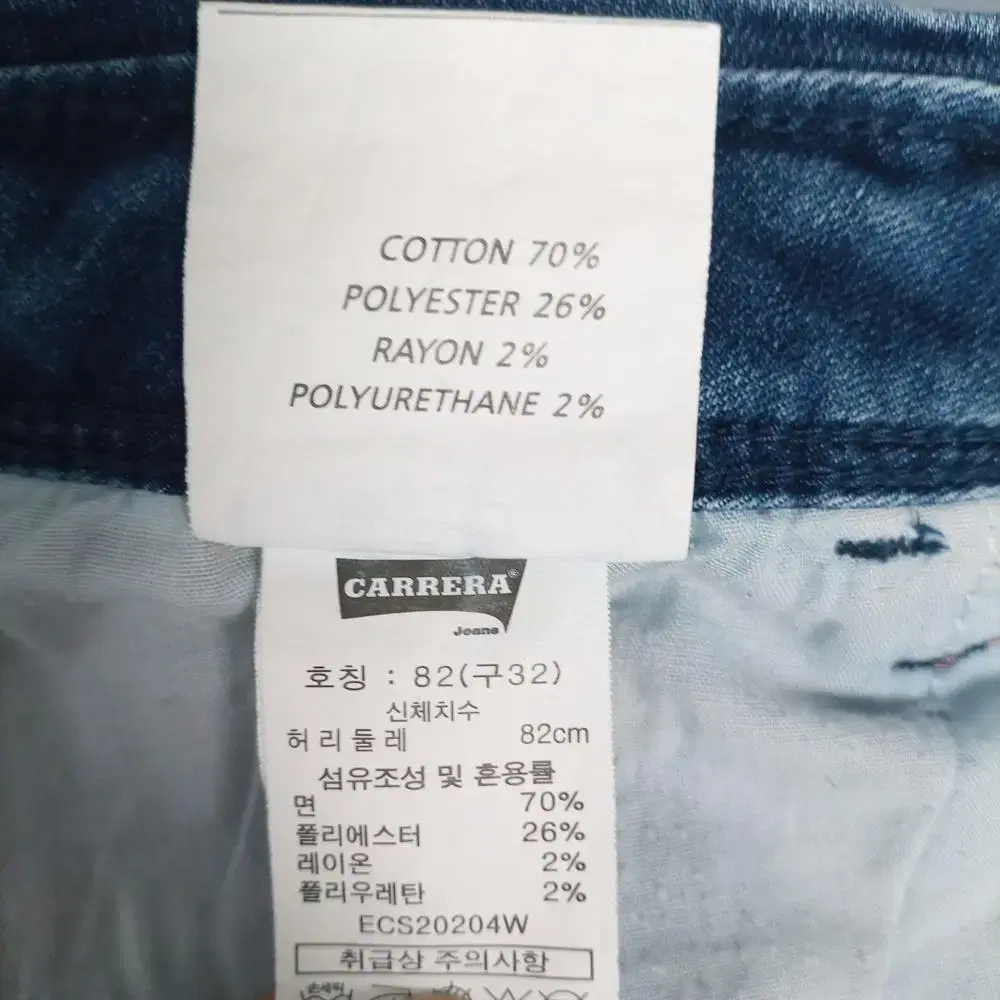 COTTON 70%
POLYESTER 26%
RAYON 2%
POLYURETHANE 2%
CARRERA®
Jeans
호칭 : 82(구32)
신체치수
허리둘레 82cm
섬유조성 및 혼용률
면 70%
폴리에스터 26%
레이온 2%
폴리우레탄 2%
ECS20204W
취급상 주의사항
손세탁